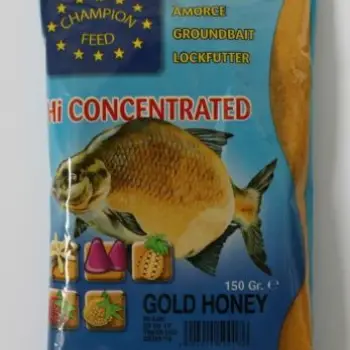 CHAMPION
FEED
AMORCE
GROUNDBAIT
LOCKFUTTER
Hi CONCENTRATED
150 Gr. ℮
GOLD HONEY